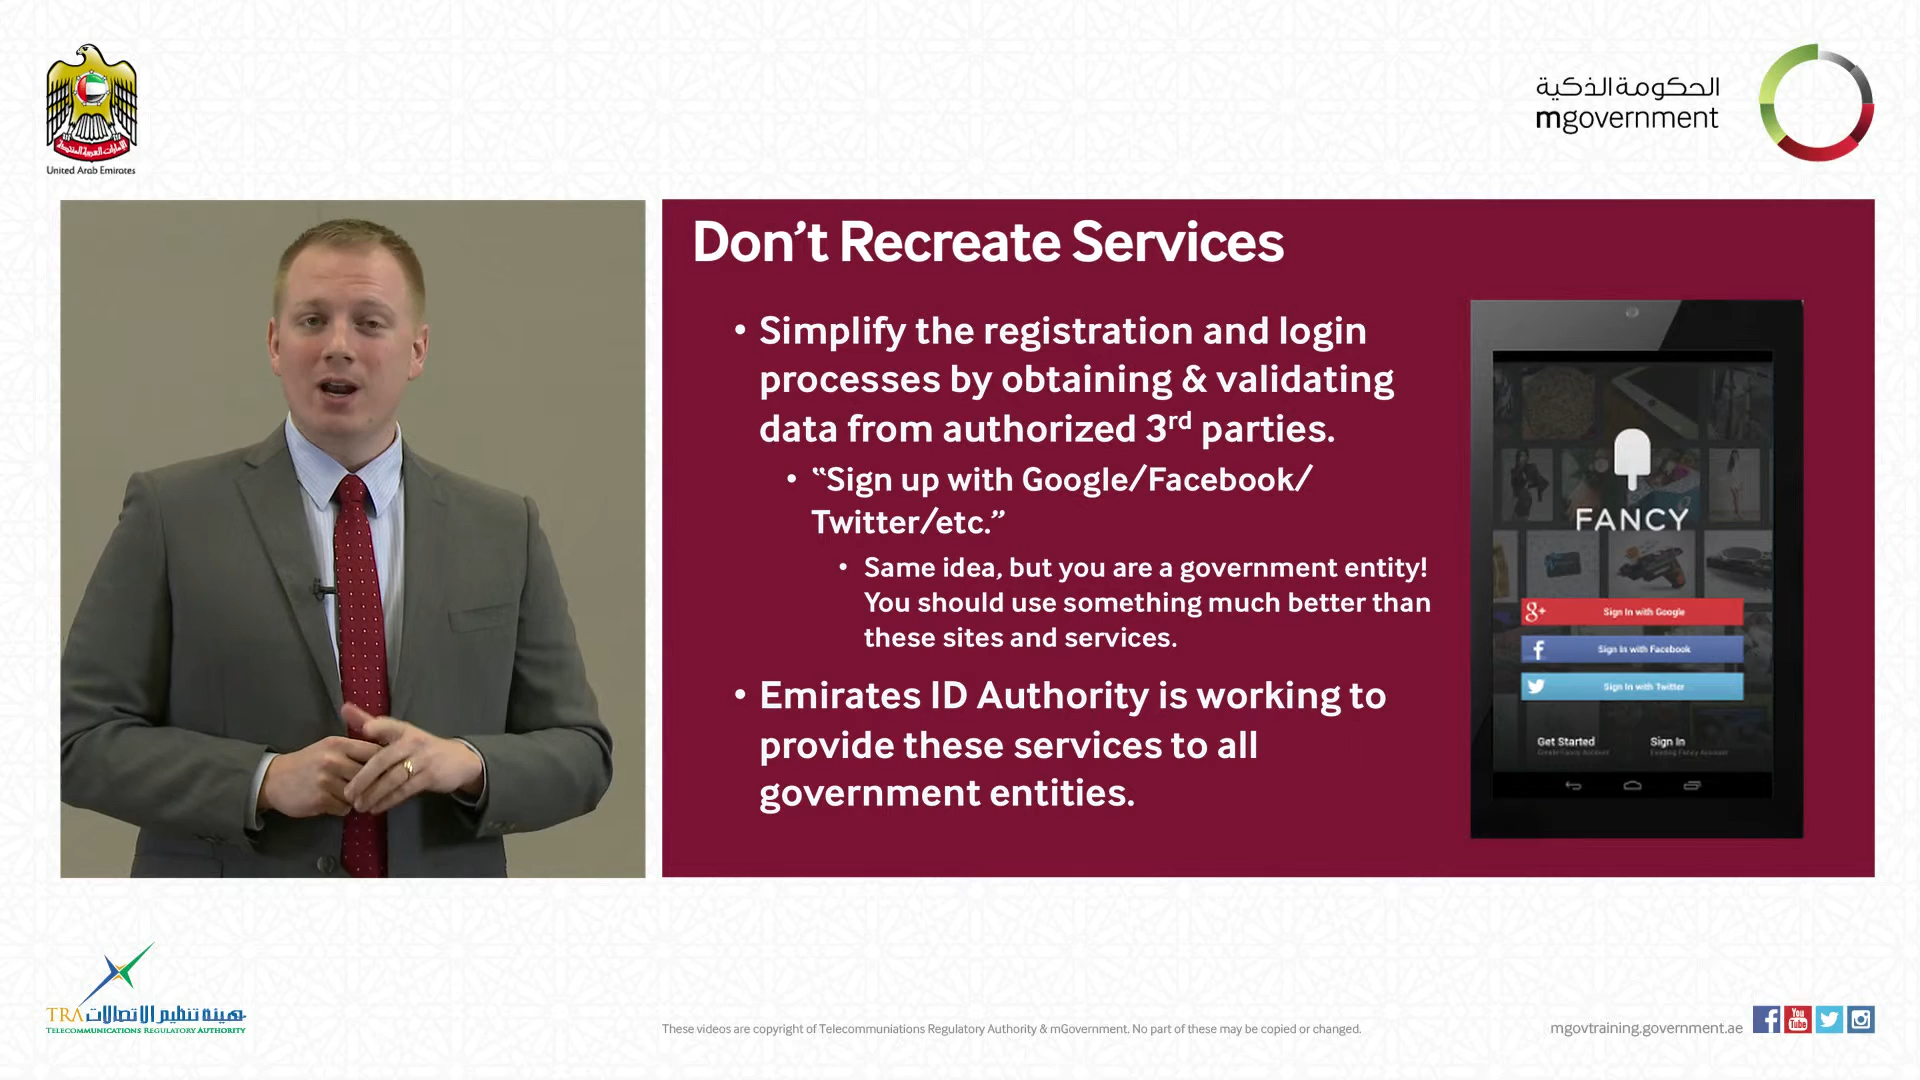 United Arab Emirates
الحكومة الذكية
mgovernment
Don't Recreate Services
• Simplify the registration and login
processes by obtaining & validating
data from authorized 3rd parties.
• “Sign up with Google/Facebook/
Twitter/etc.”
• Same idea, but you are a government entity!
You should use something much better than
these sites and services.
• Emirates ID Authority is working to
provide these services to all
government entities.
FANCY
g+ Sign In with Google
f Sign In with Facebook
Sign In with Twitter
Get Started Sign In
TRA هيئة تنظيم الاتصالات
TELECOMMUNICATIONS REGULATORY AUTHORITY
These videos are copyright of Telecommuniations Regulatory Authority & mGovernment. No part of these may be copied or changed.
mgovtraining.government.ae
f You Tube